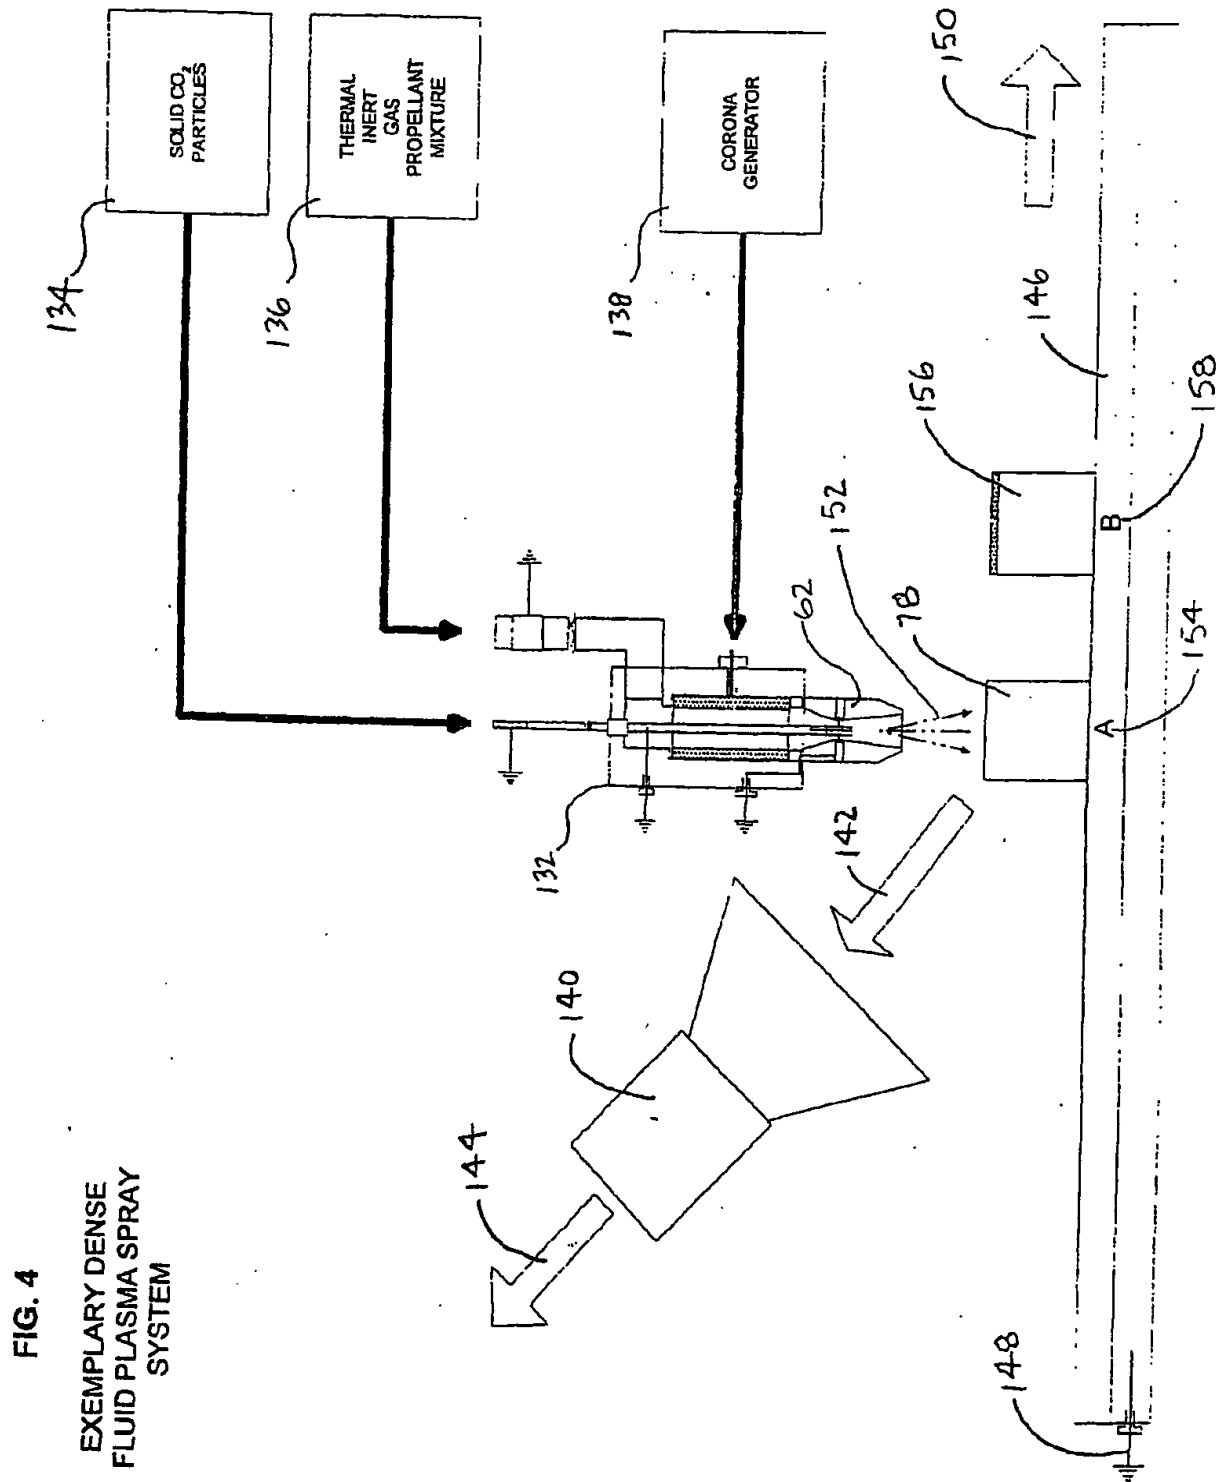 FIG. 4
EXEMPLARY DENSE
FLUID PLASMA SPRAY
SYSTEM
SOLID CO₂
PARTICLES
134
THERMAL
INERT
GAS
PROPELLANT
MIXTURE
136
CORONA
GENERATOR
138
150
146
156
158
B
152
62
78
A
154
132
142
140
144
148